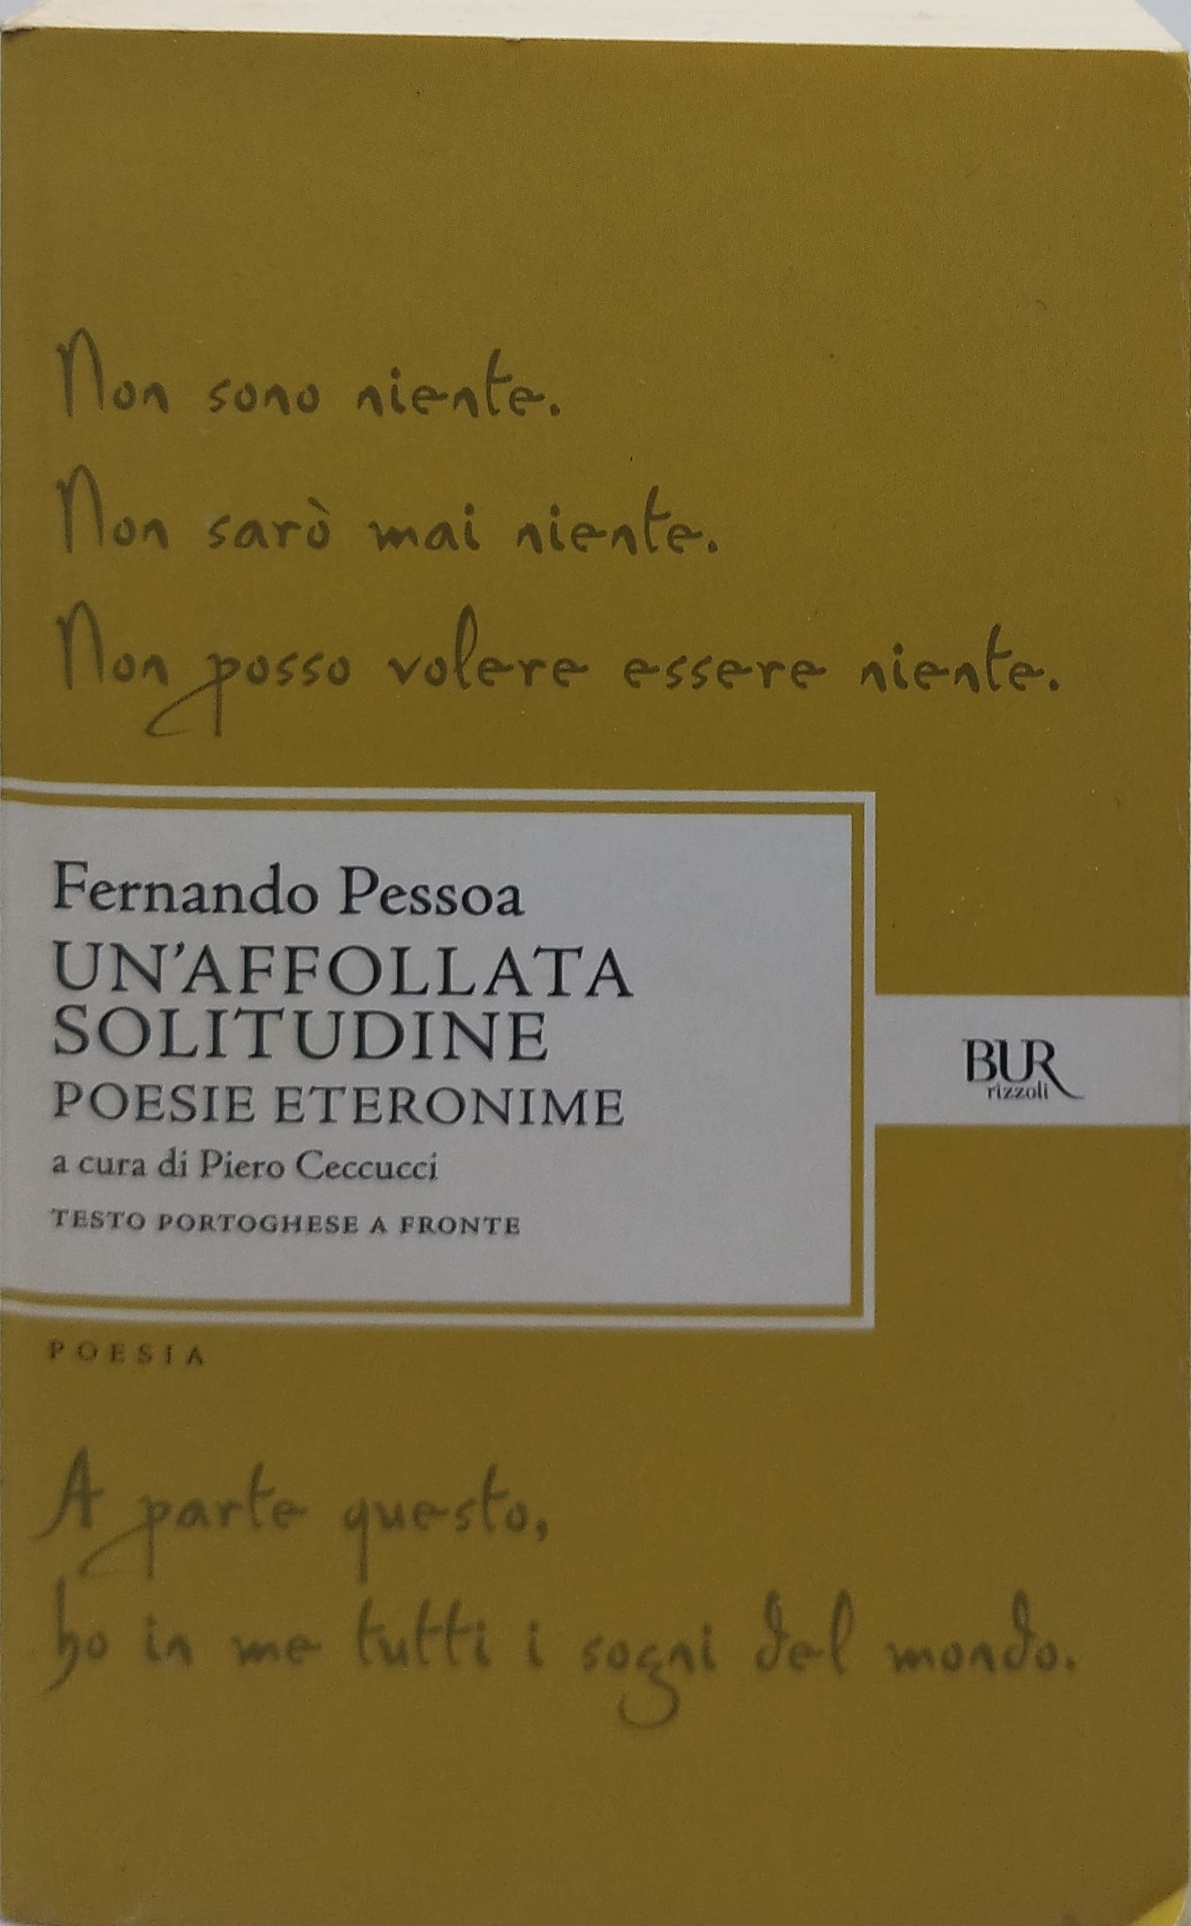 Non sono niente.
Non sarò mai niente.
Non posso volere essere niente.
Fernando Pessoa
UN'AFFOLLATA
SOLITUDINE
POESIE ETERONIME
a cura di Piero Ceccucci
TESTO PORTOGHESE A FRONTE
BUR
rizzoli
POESIA
A parte questo,
ho in me tutti i sogni del mondo.